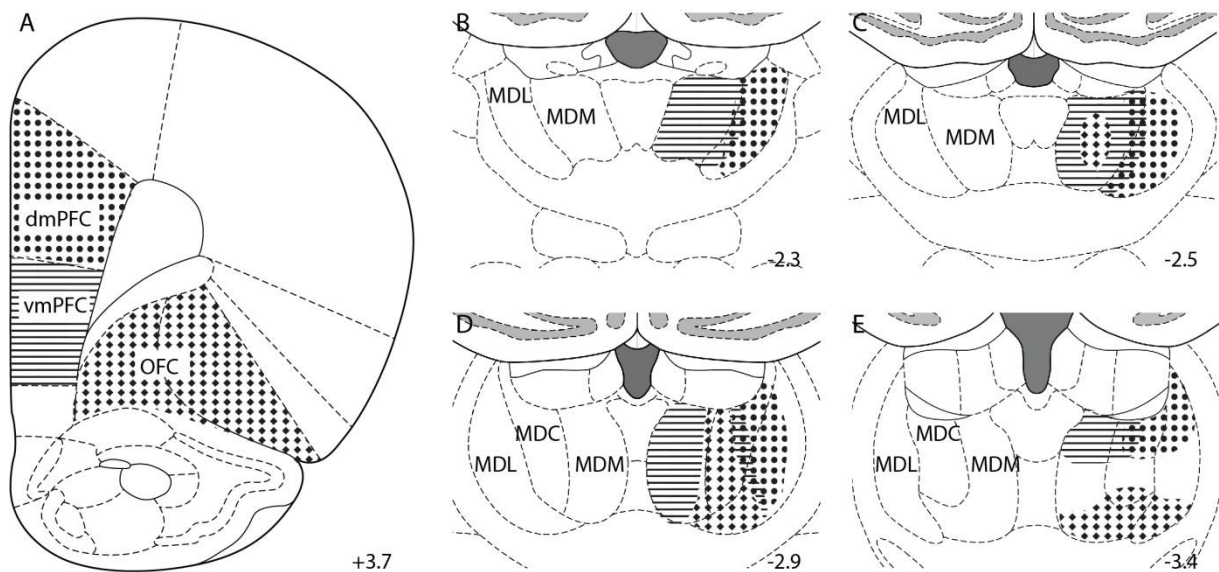 A
dmPFC
vmPFC
OFC
+3.7
B
MDL
MDM
-2.3
C
MDL
MDM
-2.5
D
MDC
MDL
MDM
-2.9
E
MDC
MDL
MDM
-3.4